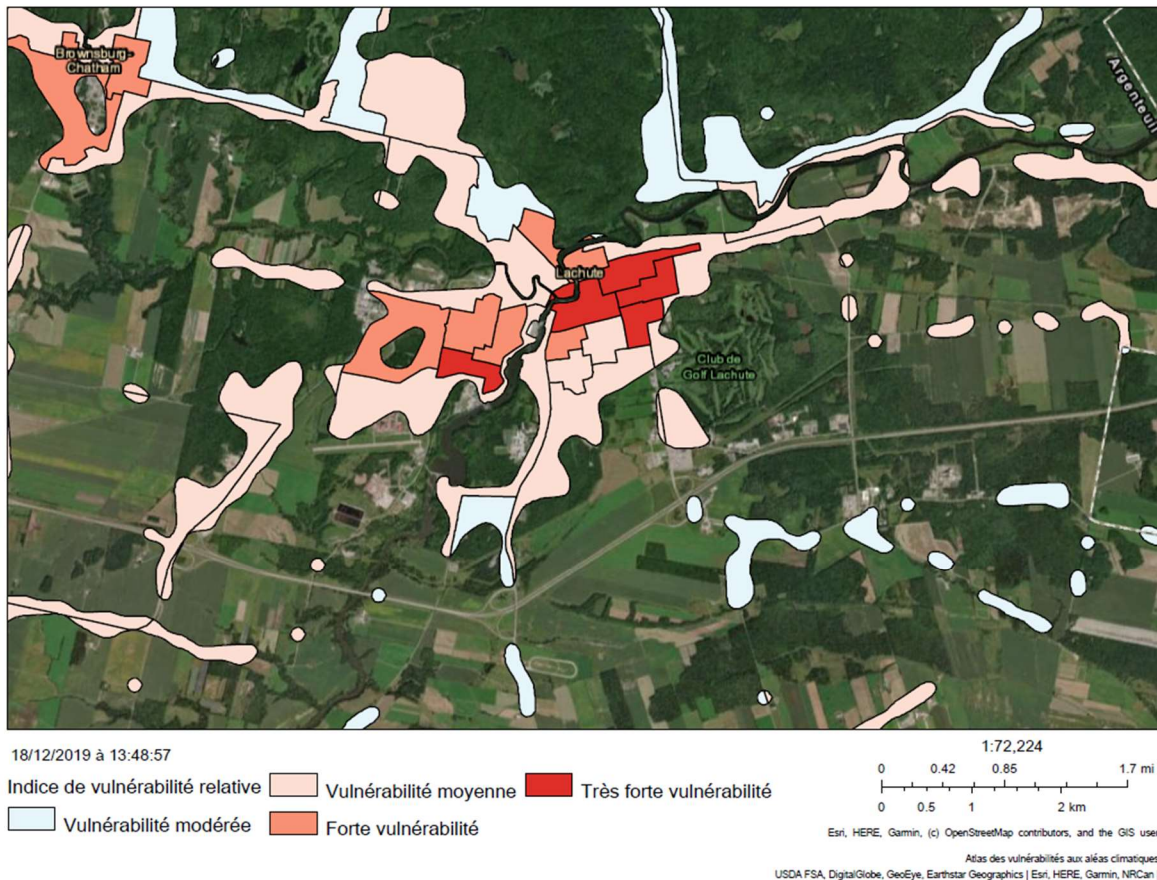 Brownsburg-
Chatham
Argenteuil
Lachute
Club de
Golf Lachute
18/12/2019 à 13:48:57
1:72,224
0 0.42 0.85 1.7 mi
0 0.5 1 2 km
Indice de vulnérabilité relative
Vulnérabilité moyenne
Très forte vulnérabilité
Vulnérabilité modérée
Forte vulnérabilité
Esri, HERE, Garmin, (c) OpenStreetMap contributors, and the GIS user
Atlas des vulnérabilités aux aléas climatiques
USDA FSA, DigitalGlobe, GeoEye, Earthstar Geographics | Esri, HERE, Garmin, NRCan